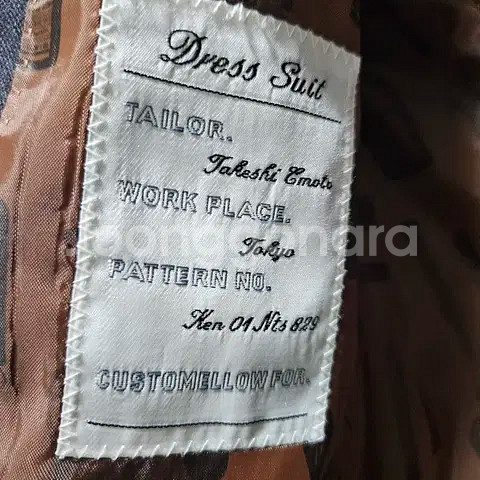 Dress Suit
TAILOR.
Takeshi Emoto
WORK PLACE.
Tokyo
PATTERN NO.
Ken 01 Nts 829
CUSTOMELLOW FOR.